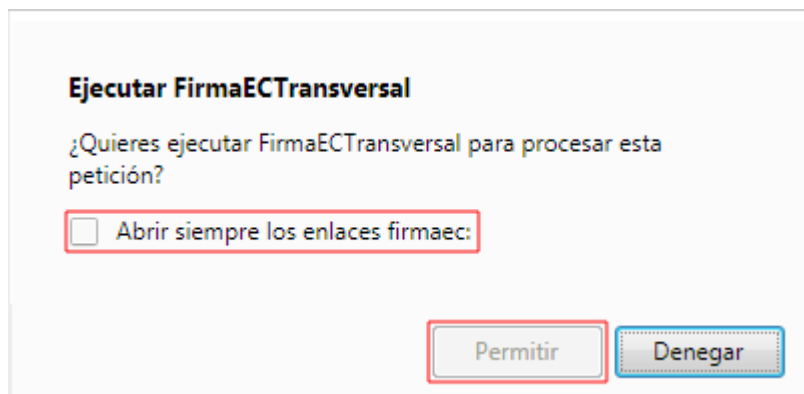 Ejecutar FirmaECTransversal
¿Quieres ejecutar FirmaECTransversal para procesar esta
petición?
Abrir siempre los enlaces firmaec:
Permitir
Denegar